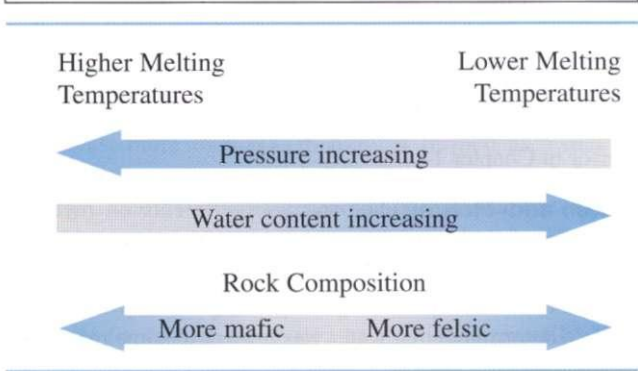 Higher Melting
Temperatures
Lower Melting
Temperatures
Pressure increasing
Water content increasing
Rock Composition
More mafic More felsic